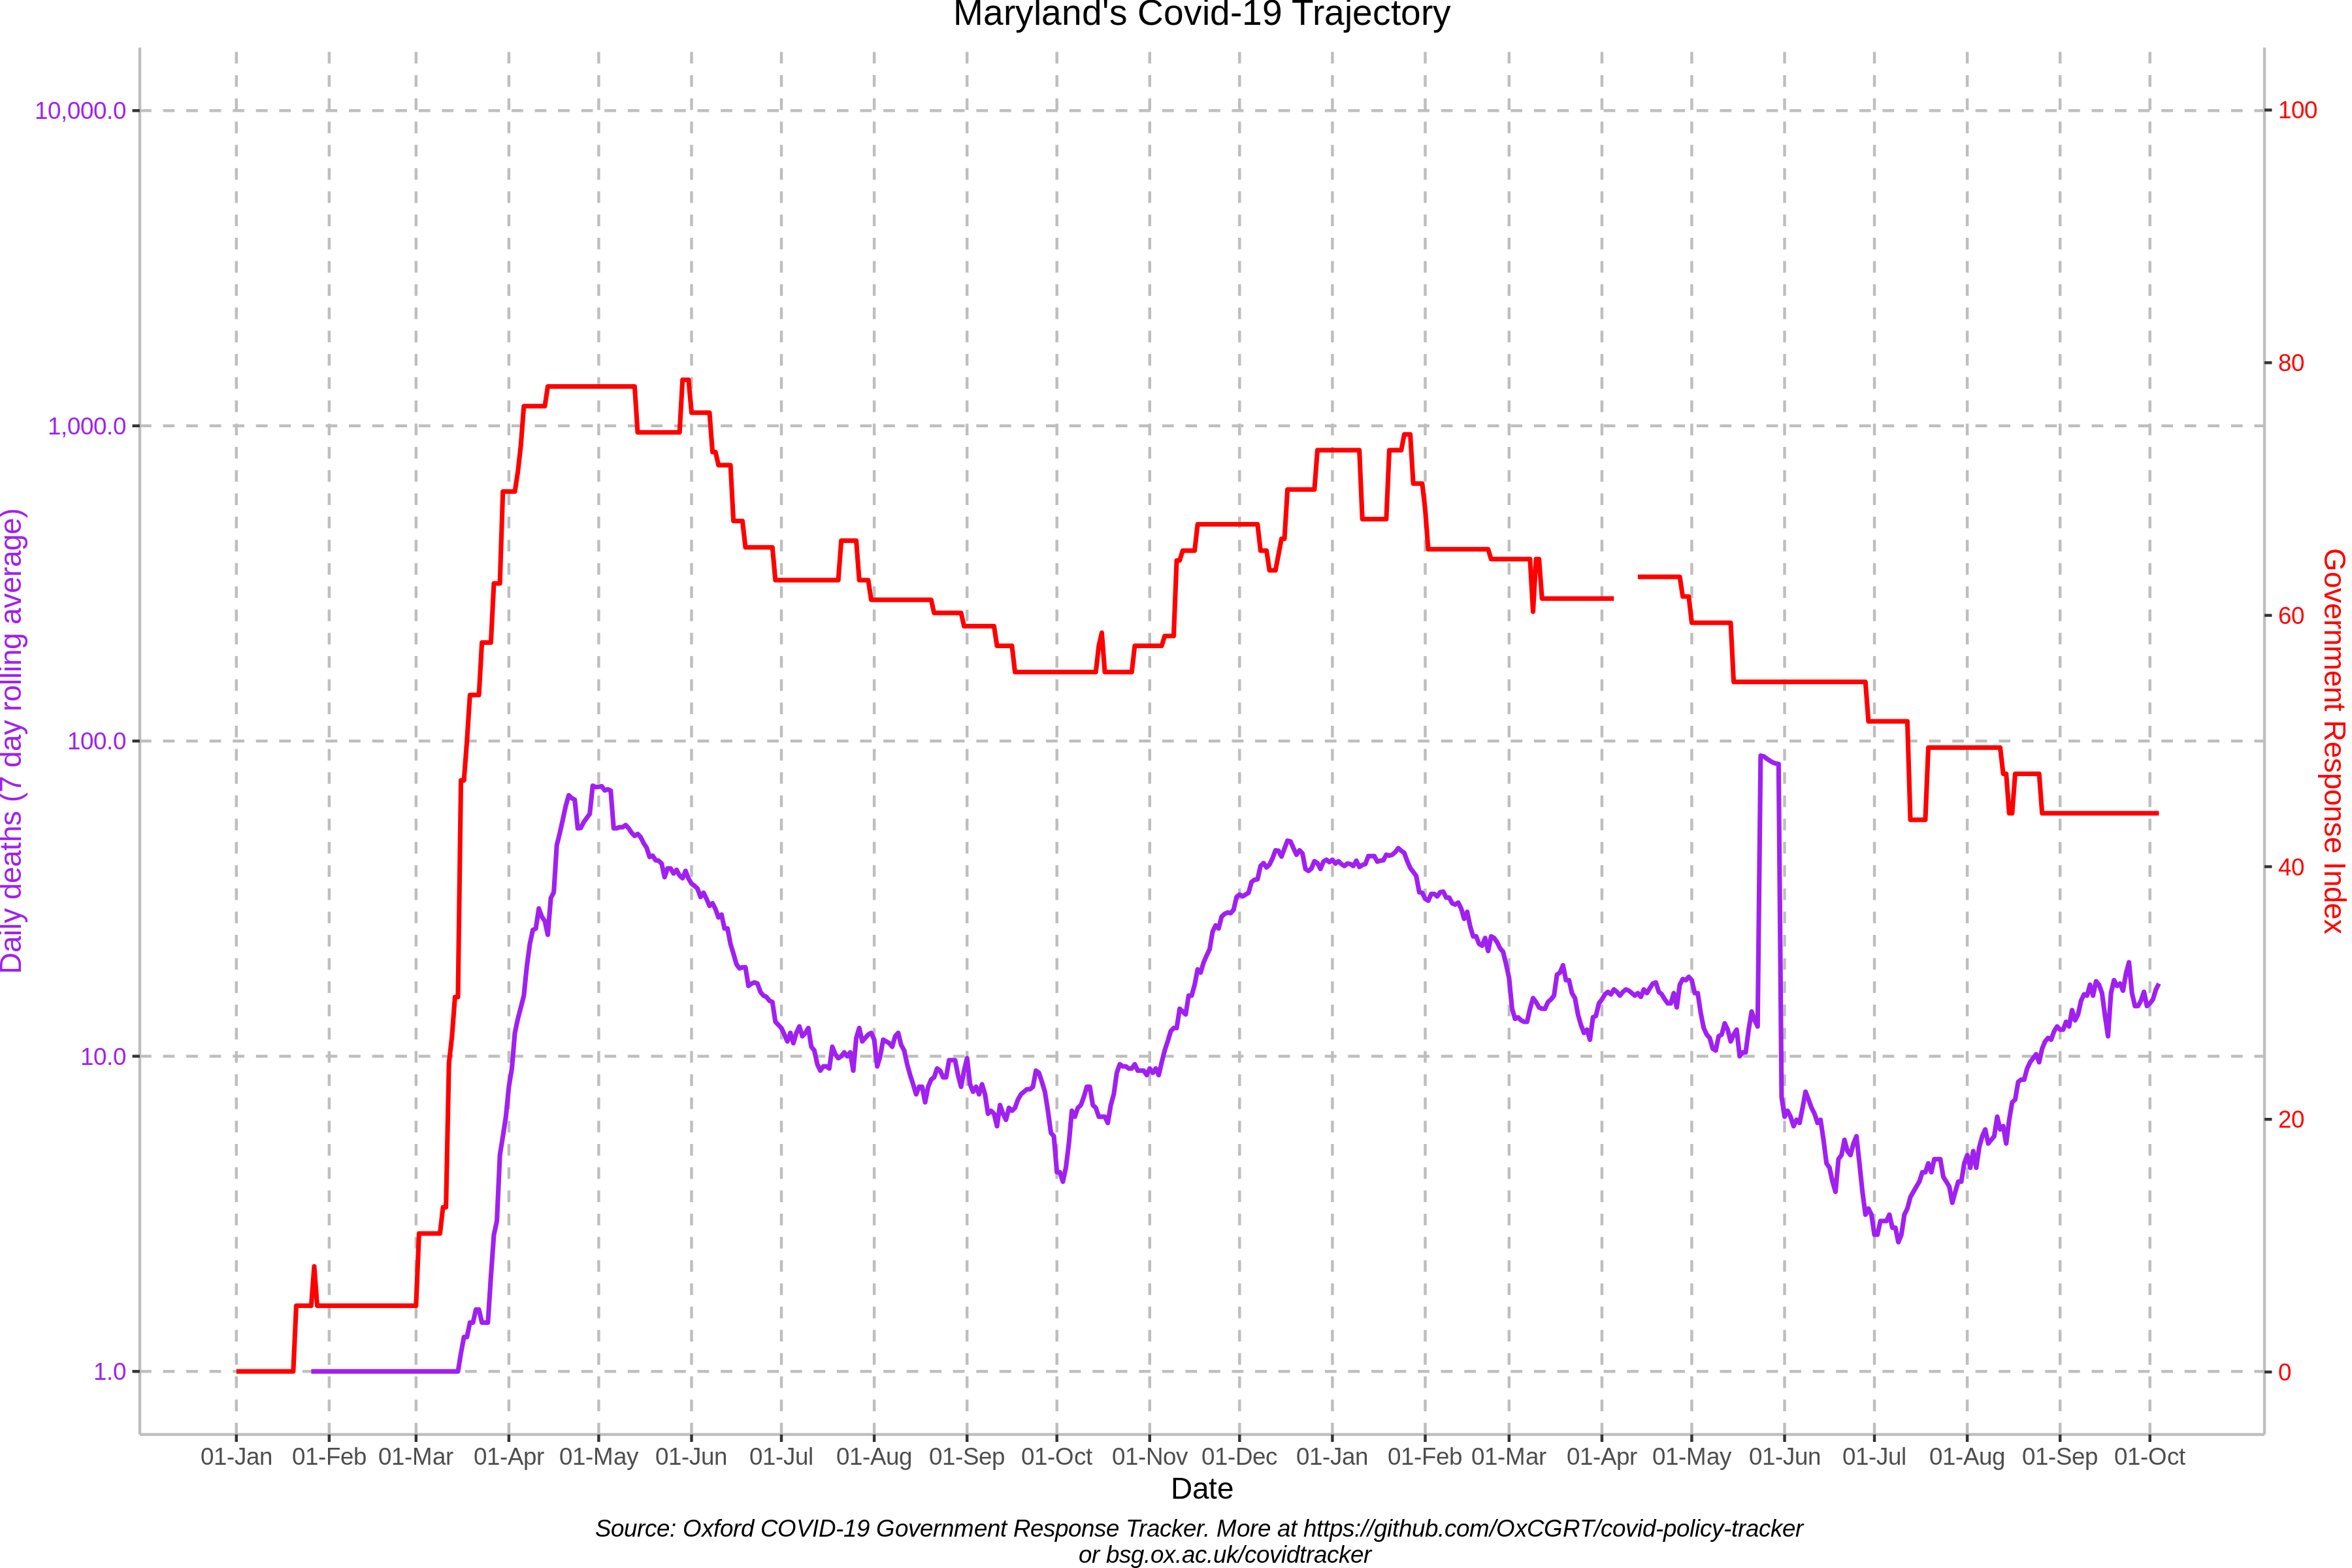 Maryland's Covid-19 Trajectory
10,000.0
1,000.0
100.0
10.0
1.0
Daily deaths (7 day rolling average)
100
80
60
40
20
0
Government Response Index
01-Jan 01-Feb 01-Mar 01-Apr 01-May 01-Jun 01-Jul 01-Aug 01-Sep 01-Oct 01-Nov 01-Dec 01-Jan 01-Feb 01-Mar 01-Apr 01-May 01-Jun 01-Jul 01-Aug 01-Sep 01-Oct
Date
Source: Oxford COVID-19 Government Response Tracker. More at https://github.com/OxCGRT/covid-policy-tracker
or bsg.ox.ac.uk/covidtracker